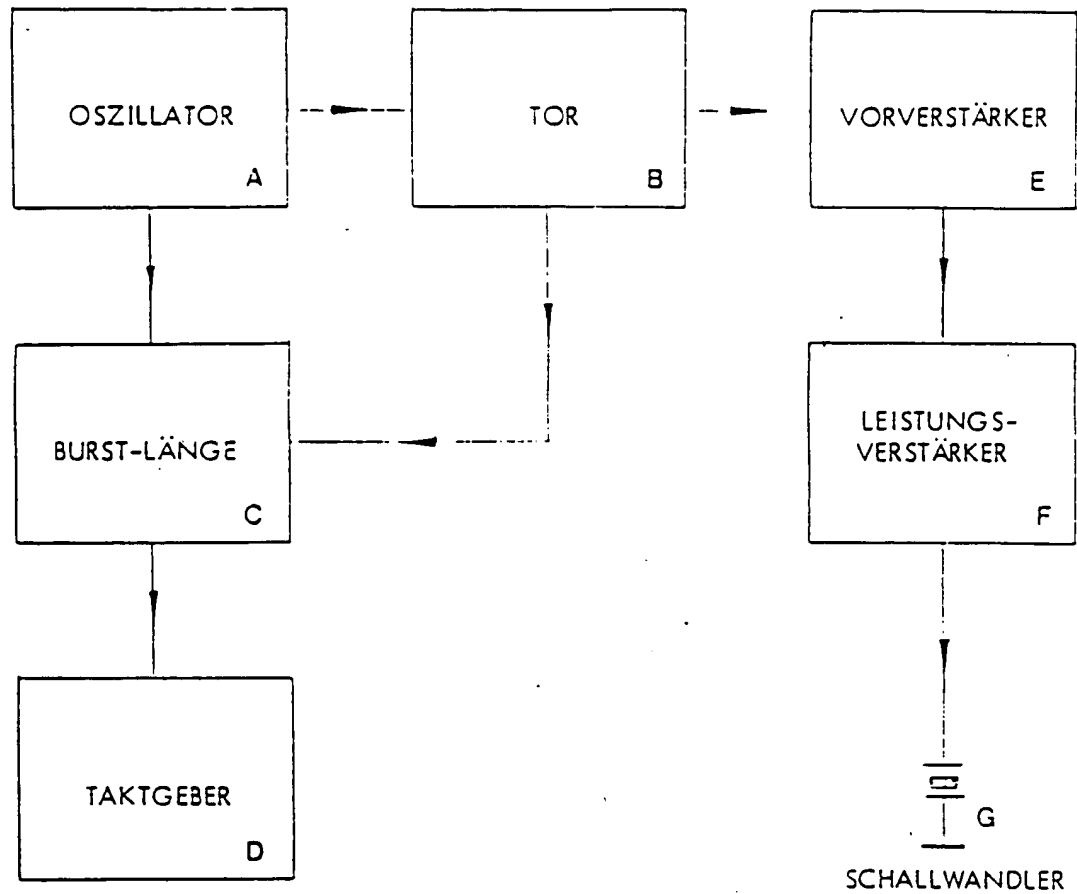 OSZILLATOR
A
TOR
B
VORVERSTÄRKER
E
BURST-LÄNGE
C
LEISTUNGS-
VERSTÄRKER
F
TAKTGEBER
D
G
SCHALLWANDLER